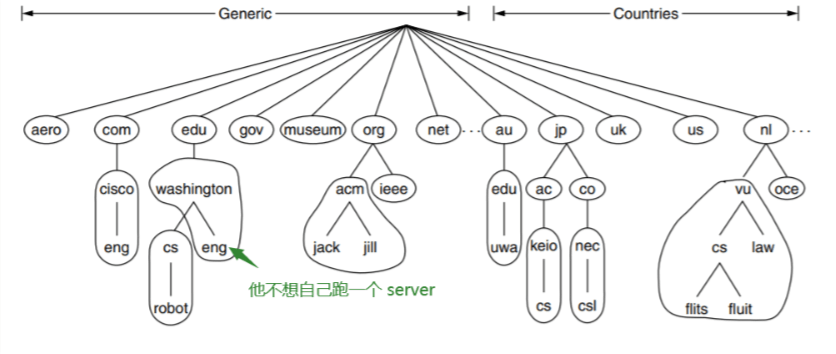 Generic Countries
aero com edu gov museum org net ... au jp uk us nl ...
cisco washington acm ieee edu ac co vu oce
eng cs eng jack jill uwa keio nec cs law
robot cs csl flits fluit
他不想自己跑一个 server